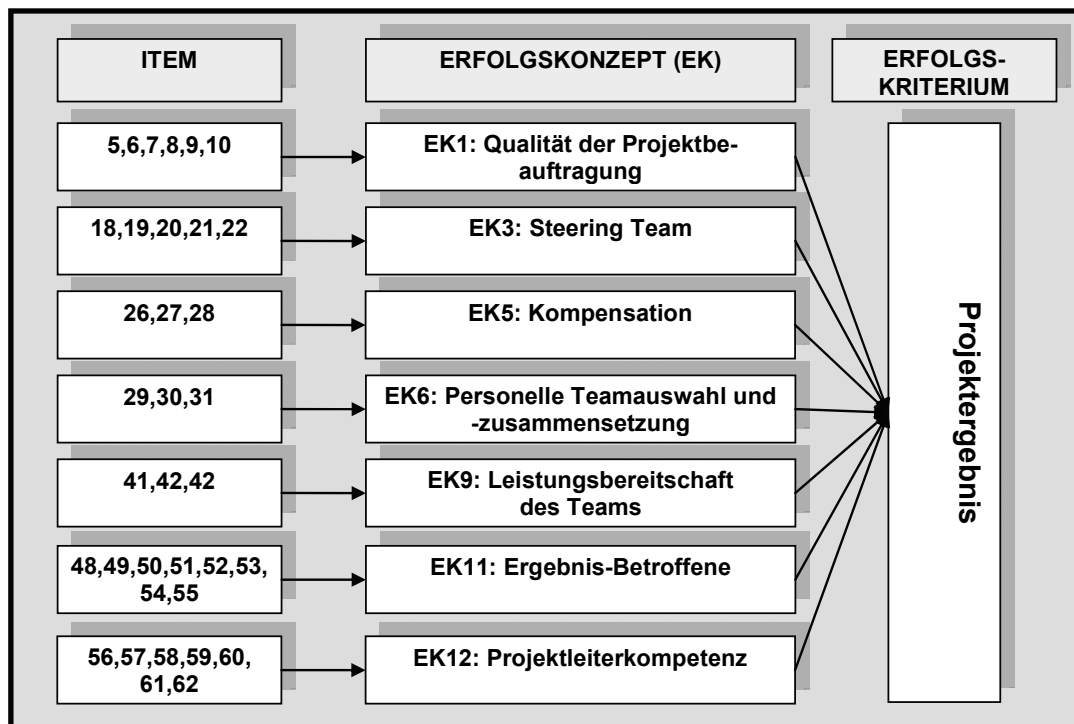 ITEM
ERFOLGSKONZEPT (EK)
ERFOLGS-
KRITERIUM
5,6,7,8,9,10
EK1: Qualität der Projektbe-
auftragung
18,19,20,21,22
EK3: Steering Team
26,27,28
EK5: Kompensation
29,30,31
EK6: Personelle Teamauswahl und
-zusammensetzung
41,42,42
EK9: Leistungsbereitschaft
des Teams
48,49,50,51,52,53,
54,55
EK11: Ergebnis-Betroffene
56,57,58,59,60,
61,62
EK12: Projektleiterkompetenz
Projektergebnis